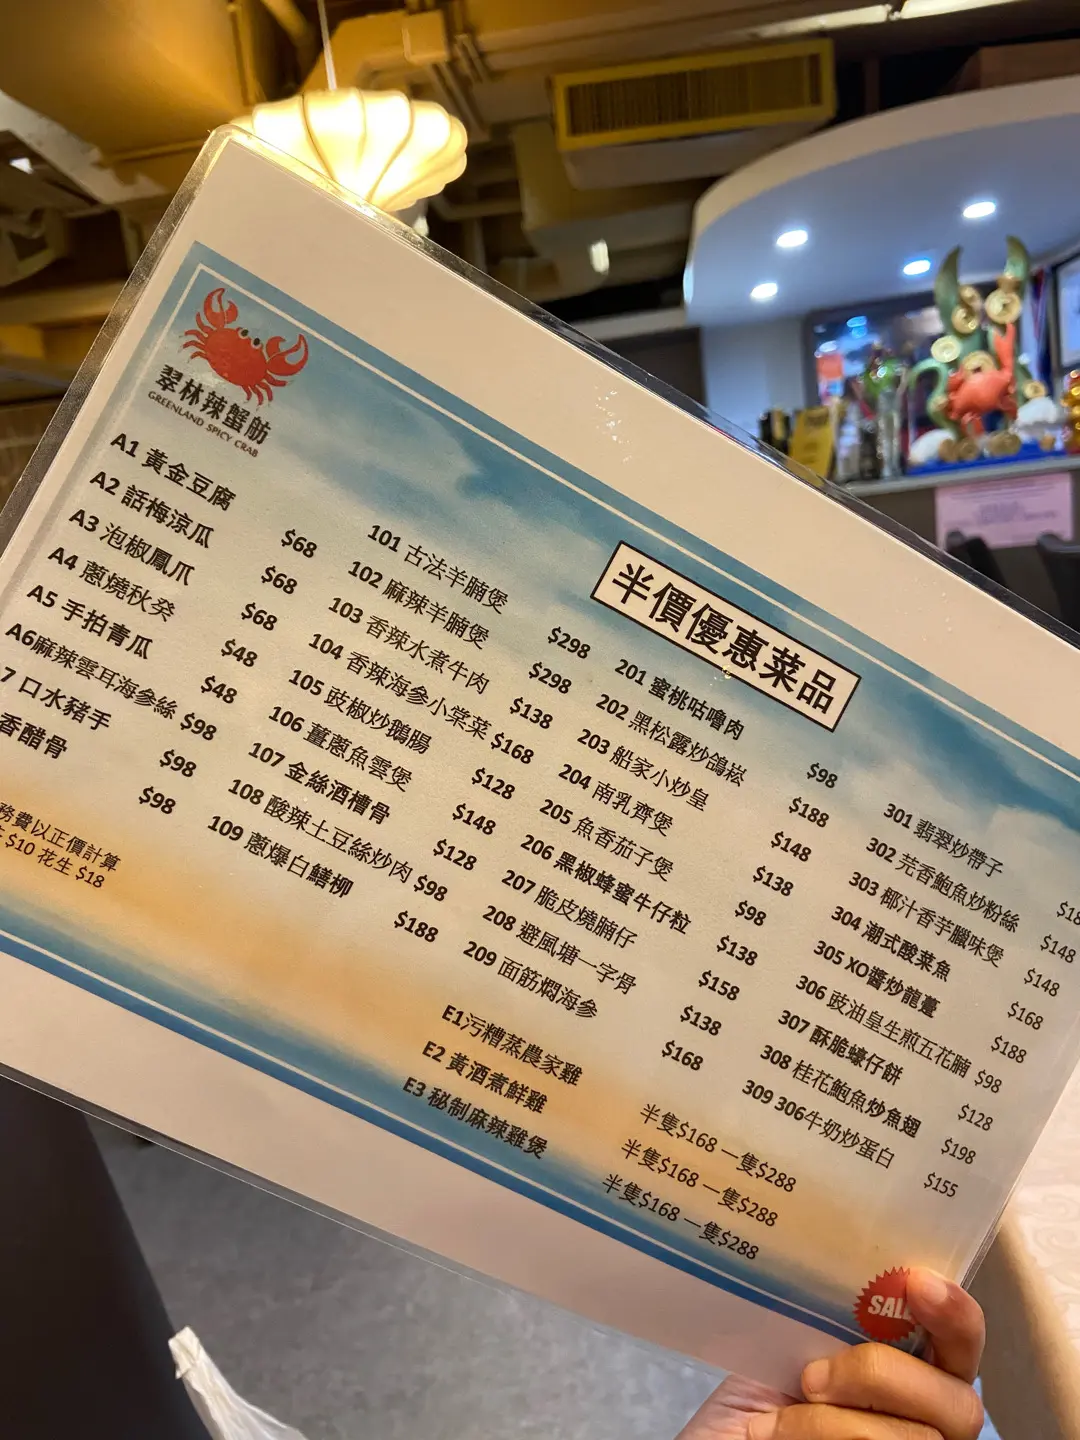 翠林辣蟹舫
GREENLAND SPICY CRAB
半價優惠菜品
A1 黃金豆腐 $68
A2 話梅涼瓜 $68
A3 泡椒鳳爪 $68
A4 蔥燒秋葵 $48
A5 手拍青瓜 $48
A6麻辣雲耳海參絲 $98
7 口水豬手 $98
香醋骨 $98
務費以正價計算
$10 花生 $18
101 古法羊腩煲 $298
102 麻辣羊腩煲 $298
103 香辣水煮牛肉 $138
104 香辣海參小棠菜 $168
105 豉椒炒鵝腸 $128
106 薑蔥魚雲煲 $148
107 金絲酒槽骨 $128
108 酸辣土豆絲炒肉 $98
109 蔥爆白鱔柳 $188
201 蜜桃咕嚕肉 $98
202 黑松露炒鴿崧 $188
203 船家小炒皇 $148
204 南乳齊煲 $138
205 魚香茄子煲 $98
206 黑椒蜂蜜牛仔粒 $138
207 脆皮燒腩仔 $158
208 避風塘一字骨 $138
209 面筋燜海參 $168
301 翡翠炒帶子
302 芫香鮑魚炒粉絲 $148
303 椰汁香芋臘味煲 $148
304 潮式酸菜魚 $168
305 XO醬炒龍躉 $188
306 豉油皇生煎五花腩 $98
307 酥脆蠔仔餅 $128
308 桂花鮑魚炒魚翅 $198
309 306牛奶炒蛋白 $155
E1污糟蒸農家雞 半隻$168 一隻$288
E2 黃酒煮鮮雞 半隻$168 一隻$288
E3 秘制麻辣雞煲 半隻$168 一隻$288